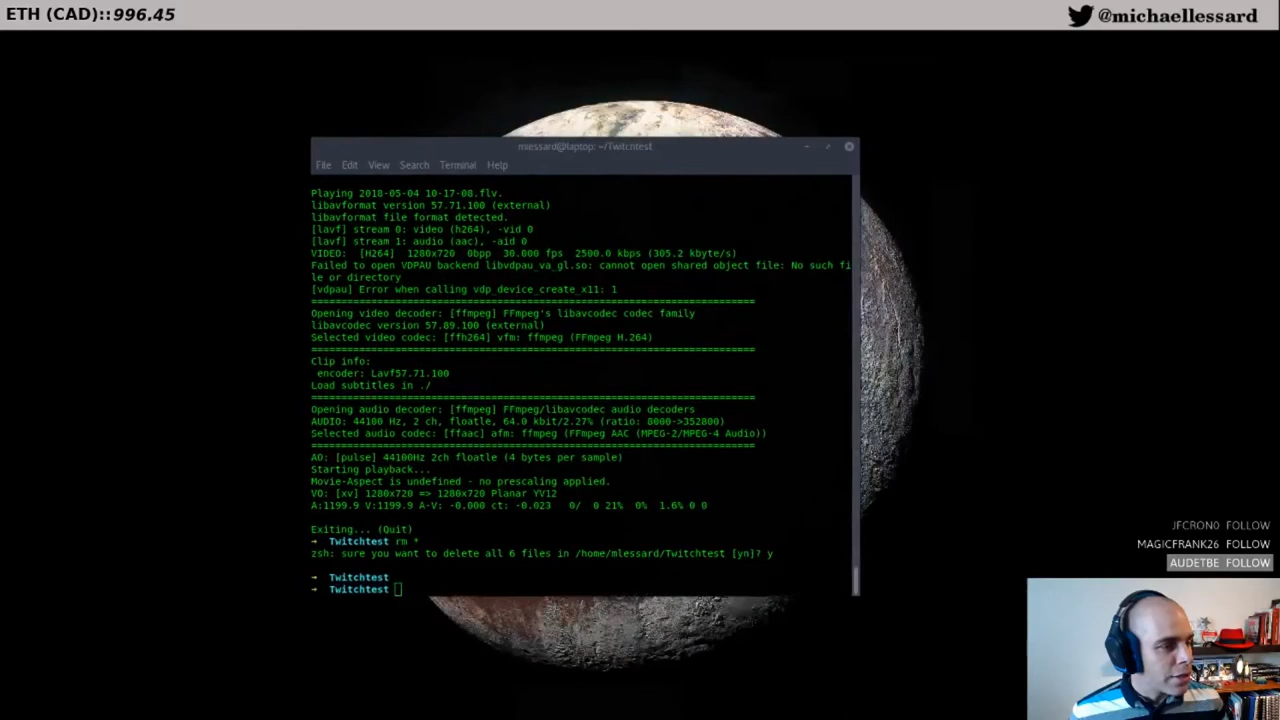 ETH (CAD)::996.45
@michaellessard
mlessard@laptop: ~/Twitchtest
File Edit View Search Terminal Help
Playing 2018-05-04 10-17-08.flv.
libavformat version 57.71.100 (external)
libavformat file format detected.
[lavf] stream 0: video (h264), -vid 0
[lavf] stream 1: audio (aac), -aid 0
VIDEO: [H264] 1280x720 0bpp 30.000 fps 2500.0 kbps (305.2 kbyte/s)
Failed to open VDPAU backend libvdpau_va_gl.so: cannot open shared object file: No such fi
le or directory
[vdpau] Error when calling vdp_device_create_x11: 1
==========================================================================
Opening video decoder: [ffmpeg] FFmpeg's libavcodec codec family
libavcodec version 57.89.100 (external)
Selected video codec: [ffh264] vfm: ffmpeg (FFmpeg H.264)
==========================================================================
Clip info:
encoder: Lavf57.71.100
Load subtitles in ./
==========================================================================
Opening audio decoder: [ffmpeg] FFmpeg/libavcodec audio decoders
AUDIO: 44100 Hz, 2 ch, floatle, 64.0 kbit/2.27% (ratio: 8000->352800)
Selected audio codec: [ffaac] afm: ffmpeg (FFmpeg AAC (MPEG-2/MPEG-4 Audio))
==========================================================================
AO: [pulse] 44100Hz 2ch floatle (4 bytes per sample)
Starting playback...
Movie-Aspect is undefined - no prescaling applied.
VO: [xv] 1280x720 => 1280x720 Planar YV12
A:1199.9 V:1199.9 A-V: -0.000 ct: -0.023 0/ 0 21% 0% 1.6% 0 0
Exiting... (Quit)
→ Twitchtest rm *
zsh: sure you want to delete all 6 files in /home/mlessard/Twitchtest [yn]? y
→ Twitchtest
→ Twitchtest
JFCRON0 FOLLOW
MAGICFRANK26 FOLLOW
AUDETBE FOLLOW